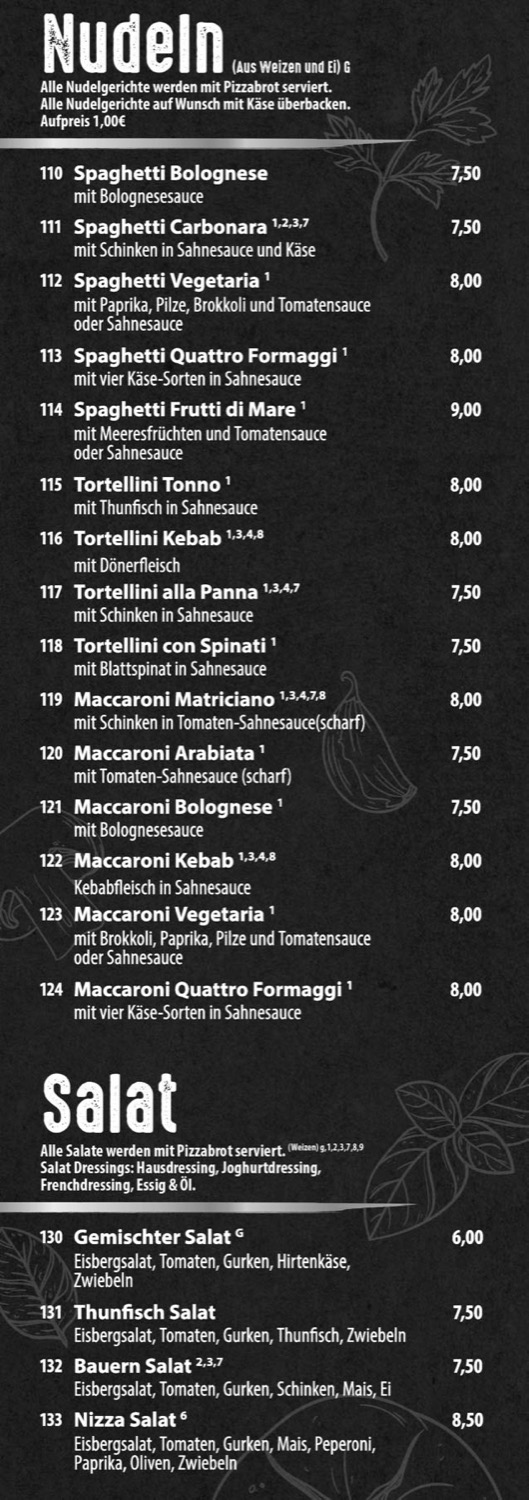 Nudeln (Aus Weizen und Ei) G
Alle Nudelgerichte werden mit Pizzabrot serviert.
Alle Nudelgerichte auf Wunsch mit Käse überbacken.
Aufpreis 1,00€
110 Spaghetti Bolognese 7,50
mit Bolognesesauce
111 Spaghetti Carbonara 1,2,3,7 7,50
mit Schinken in Sahnesauce und Käse
112 Spaghetti Vegetaria 1 8,00
mit Paprika, Pilze, Brokkoli und Tomatensauce
oder Sahnesauce
113 Spaghetti Quattro Formaggi 1 8,00
mit vier Käse-Sorten in Sahnesauce
114 Spaghetti Frutti di Mare 1 9,00
mit Meeresfrüchten und Tomatensauce
oder Sahnesauce
115 Tortellini Tonno 1 8,00
mit Thunfisch in Sahnesauce
116 Tortellini Kebab 1,3,4,8 8,00
mit Dönerfleisch
117 Tortellini alla Panna 1,3,4,7 7,50
mit Schinken in Sahnesauce
118 Tortellini con Spinati 1 7,50
mit Blattspinat in Sahnesauce
119 Maccaroni Matriciano 1,3,4,7,8 8,00
mit Schinken in Tomaten-Sahnesauce(scharf)
120 Maccaroni Arabiata 1 7,50
mit Tomaten-Sahnesauce (scharf)
121 Maccaroni Bolognese 1 7,50
mit Bolognesesauce
122 Maccaroni Kebab 1,3,4,8 8,00
Kebabfleisch in Sahnesauce
123 Maccaroni Vegetaria 1 8,00
mit Brokkoli, Paprika, Pilze und Tomatensauce
oder Sahnesauce
124 Maccaroni Quattro Formaggi 1 8,00
mit vier Käse-Sorten in Sahnesauce
Salat
Alle Salate werden mit Pizzabrot serviert. (Weizen) g,1,2,3,7,8,9
Salat Dressings: Hausdressing, Joghurtdressing,
Frenchdressing, Essig & Öl.
130 Gemischter Salat G 6,00
Eisbergsalat, Tomaten, Gurken, Hirtenkäse,
Zwiebeln
131 Thunfisch Salat 7,50
Eisbergsalat, Tomaten, Gurken, Thunfisch, Zwiebeln
132 Bauern Salat 2,3,7 7,50
Eisbergsalat, Tomaten, Gurken, Schinken, Mais, Ei
133 Nizza Salat 6 8,50
Eisbergsalat, Tomaten, Gurken, Mais, Peperoni,
Paprika, Oliven, Zwiebeln